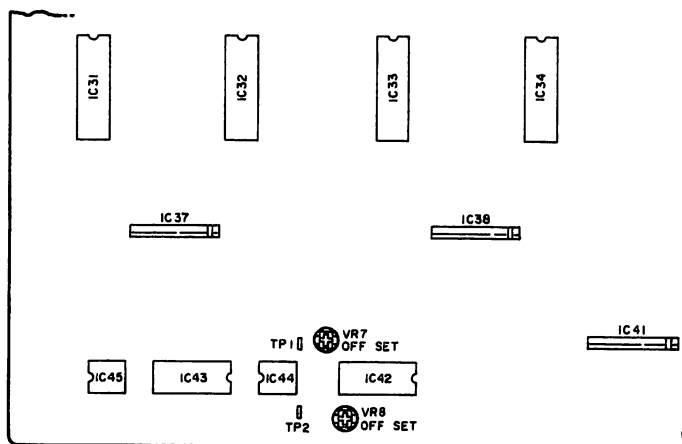 IC31
IC32
IC33
IC34
IC37
IC38
IC41
TP1
VR7
OFF SET
IC45
IC43
IC44
IC42
TP2
VR8
OFF SET